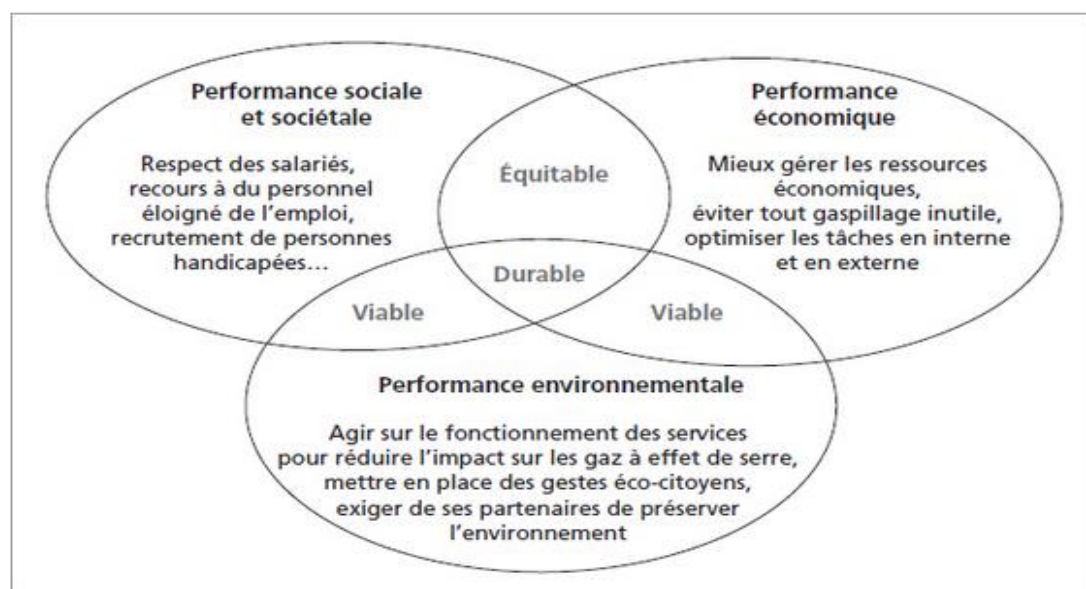 Performance sociale
et sociétale
Respect des salariés,
recours à du personnel
éloigné de l'emploi,
recrutement de personnes
handicapées…
Équitable
Performance
économique
Mieux gérer les ressources
économiques,
éviter tout gaspillage inutile,
optimiser les tâches en interne
et en externe
Durable
Viable
Viable
Performance environnementale
Agir sur le fonctionnement des services
pour réduire l'impact sur les gaz à effet de serre,
mettre en place des gestes éco-citoyens,
exiger de ses partenaires de préserver
l'environnement